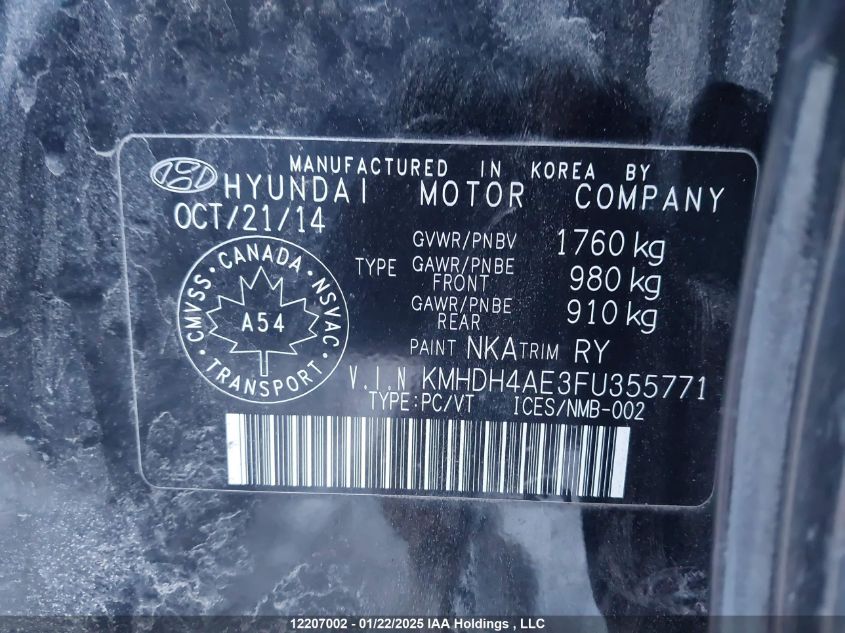 MANUFACTURED IN KOREA BY
HYUNDAI MOTOR COMPANY
OCT/21/14
GVWR/PNBV 1760 kg
TYPE GAWR/PNBE FRONT 980 kg
GAWR/PNBE REAR 910 kg
CMVSS · CANADA · NSVAC
A54
TRANSPORT
PAINT NKA TRIM RY
V.I.N KMHDH4AE3FU355771
TYPE:PC/VT ICES/NMB-002
12207002 - 01/22/2025 IAA Holdings , LLC